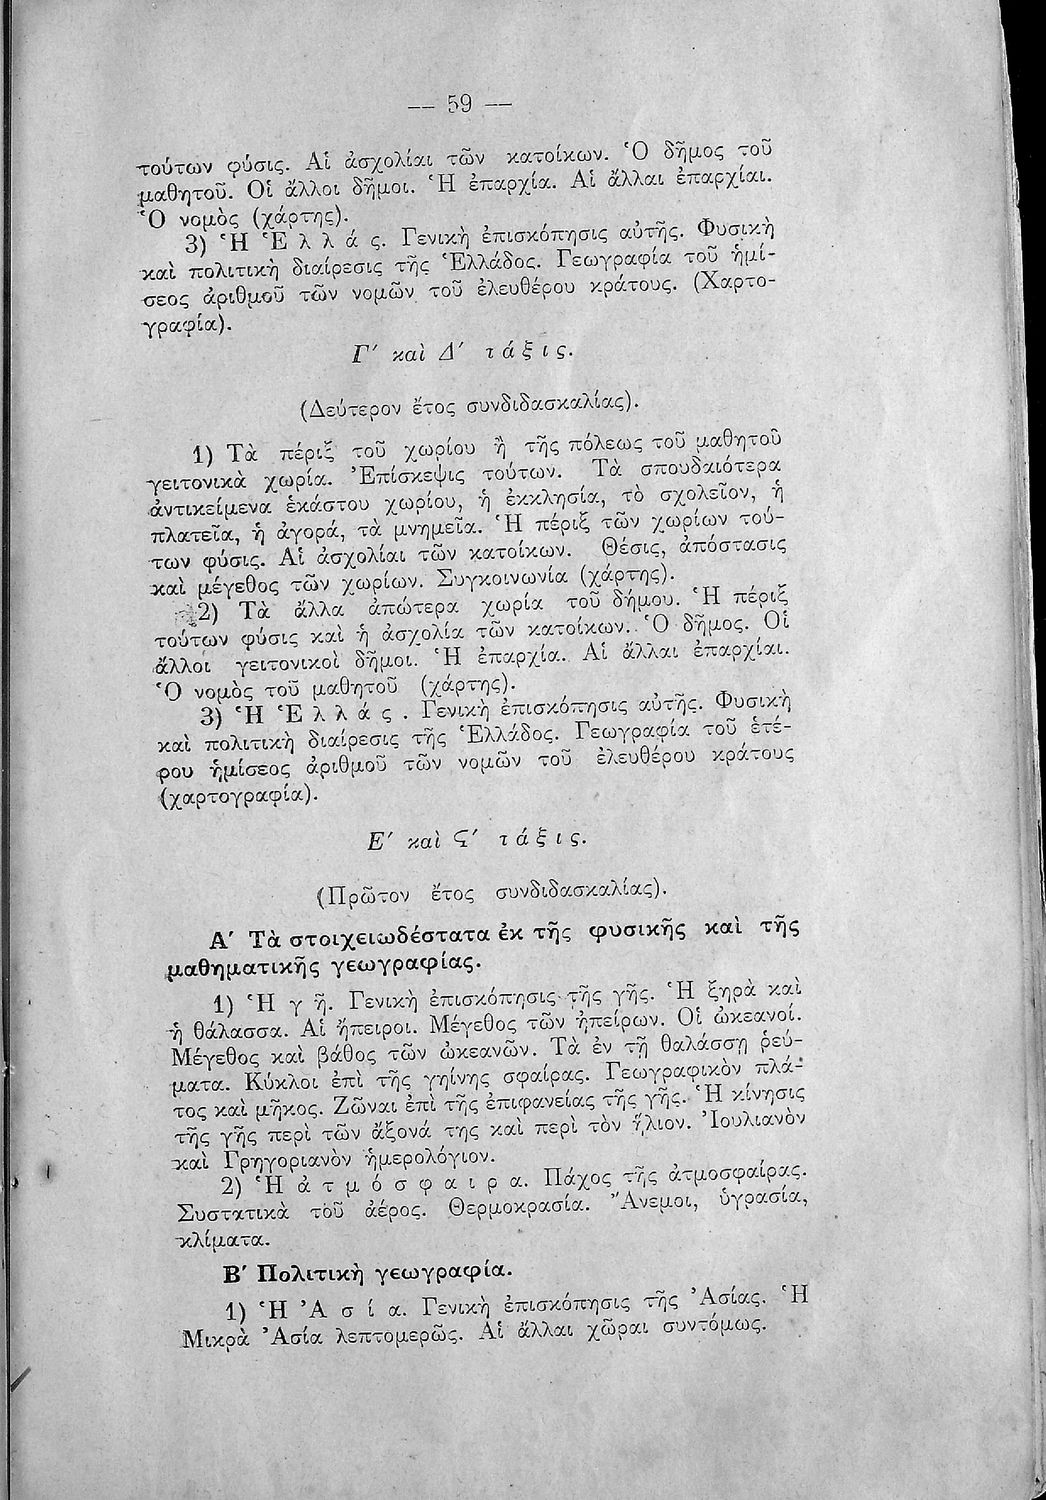 — 59 —
τούτων φύσις. Αἱ ἀσχολίαι τῶν κατοίκων. Ὁ δῆμος τοῦ
μαθητοῦ. Οἱ ἄλλοι δῆμοι. Ἡ ἐπαρχία. Αἱ ἄλλαι ἐπαρχίαι.
Ὁ νομὸς (χάρτης).
3) Ἡ Ἑ λ λ ά ς. Γενικὴ ἐπισκόπησις αὐτῆς. Φυσικὴ
καὶ πολιτικὴ διαίρεσις τῆς Ἑλλάδος. Γεωγραφία τοῦ ἡμί-
σεος ἀριθμοῦ τῶν νομῶν τοῦ ἐλευθέρου κράτους. (Χαρτο-
γραφία).
Γ′ καὶ Δ′ τ ά ξ ι ς.
(Δεύτερον ἔτος συνδιδασκαλίας).
1) Τὰ πέριξ τοῦ χωρίου ἢ τῆς πόλεως τοῦ μαθητοῦ
γειτονικὰ χωρία. Ἐπίσκεψις τούτων. Τὰ σπουδαιότερα
ἀντικείμενα ἑκάστου χωρίου, ἡ ἐκκλησία, τὸ σχολεῖον, ἡ
πλατεῖα, ἡ ἀγορά, τὰ μνημεῖα. Ἡ πέριξ τῶν χωρίων τού-
των φύσις. Αἱ ἀσχολίαι τῶν κατοίκων. Θέσις, ἀπόστασις
καὶ μέγεθος τῶν χωρίων. Συγκοινωνία (χάρτης).
2) Τὰ ἄλλα ἀπώτερα χωρία τοῦ δήμου. Ἡ πέριξ
τούτων φύσις καὶ ἡ ἀσχολία τῶν κατοίκων. Ὁ δῆμος. Οἱ
ἄλλοι γειτονικοὶ δῆμοι. Ἡ ἐπαρχία. Αἱ ἄλλαι ἐπαρχίαι.
Ὁ νομὸς τοῦ μαθητοῦ (χάρτης).
3) Ἡ Ἑ λ λ ά ς . Γενικὴ ἐπισκόπησις αὐτῆς. Φυσικὴ
καὶ πολιτικὴ διαίρεσις τῆς Ἑλλάδος. Γεωγραφία τοῦ ἑτέ-
ρου ἡμίσεος ἀριθμοῦ τῶν νομῶν τοῦ ἐλευθέρου κράτους
(χαρτογραφία).
Ε′ καὶ Ϛ′ τ ά ξ ι ς.
(Πρῶτον ἔτος συνδιδασκαλίας).
Α′ Τὰ στοιχειωδέστατα ἐκ τῆς φυσικῆς καὶ τῆς
μαθηματικῆς γεωγραφίας.
1) Ἡ γ ῆ. Γενικὴ ἐπισκόπησις τῆς γῆς. Ἡ ξηρὰ καὶ
ἡ θάλασσα. Αἱ ἤπειροι. Μέγεθος τῶν ἠπείρων. Οἱ ὠκεανοί.
Μέγεθος καὶ βάθος τῶν ὠκεανῶν. Τὰ ἐν τῇ θαλάσσῃ ῥεύ-
ματα. Κύκλοι ἐπὶ τῆς γηίνης σφαίρας. Γεωγραφικὸν πλά-
τος καὶ μῆκος. Ζῶναι ἐπὶ τῆς ἐπιφανείας τῆς γῆς. Ἡ κίνησις
τῆς γῆς περὶ τῶν ἄξονά της καὶ περὶ τὸν ἥλιον. Ἰουλιανὸν
καὶ Γρηγοριανὸν ἡμερολόγιον.
2) Ἡ ἀ τ μ ό σ φ α ι ρ α. Πάχος τῆς ἀτμοσφαίρας.
Συστατικὰ τοῦ ἀέρος. Θερμοκρασία. Ἄνεμοι, ὑγρασία,
κλίματα.
Β′ Πολιτικὴ γεωγραφία.
1) Ἡ Ἀ σ ί α. Γενικὴ ἐπισκόπησις τῆς Ἀσίας. Ἡ
Μικρὰ Ἀσία λεπτομερῶς. Αἱ ἄλλαι χῶραι συντόμως.